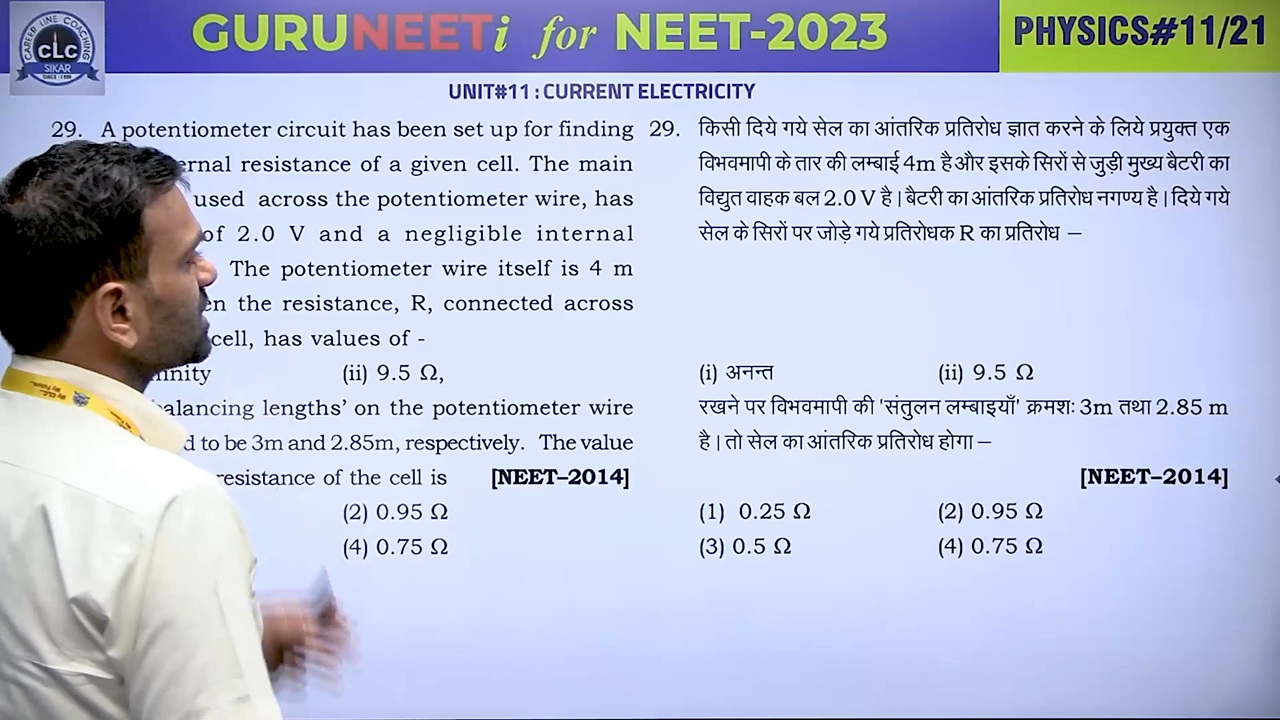 GURUNEETi for NEET-2023
PHYSICS#11/21
CAREER LINE COACHING
CLC
SIKAR
SINCE : 1996
UNIT#11 : CURRENT ELECTRICITY
29. A potentiometer circuit has been set up for finding
ernal resistance of a given cell. The main
used across the potentiometer wire, has
of 2.0 V and a negligible internal
The potentiometer wire itself is 4 m
en the resistance, R, connected across
cell, has values of -
finity (ii) 9.5 Ω,
balancing lengths’ on the potentiometer wire
d to be 3m and 2.85m, respectively. The value
resistance of the cell is [NEET–2014]
(2) 0.95 Ω
(4) 0.75 Ω
29. किसी दिये गये सेल का आंतरिक प्रतिरोध ज्ञात करने के लिये प्रयुक्त एक
विभवमापी के तार की लम्बाई 4m है और इसके सिरों से जुड़ी मुख्य बैटरी का
विद्युत वाहक बल 2.0 V है। बैटरी का आंतरिक प्रतिरोध नगण्य है। दिये गये
सेल के सिरों पर जोड़े गये प्रतिरोधक R का प्रतिरोध –
(i) अनन्त (ii) 9.5 Ω
रखने पर विभवमापी की 'संतुलन लम्बाइयाँ' क्रमशः 3m तथा 2.85 m
है। तो सेल का आंतरिक प्रतिरोध होगा –
[NEET–2014]
(1) 0.25 Ω (2) 0.95 Ω
(3) 0.5 Ω (4) 0.75 Ω